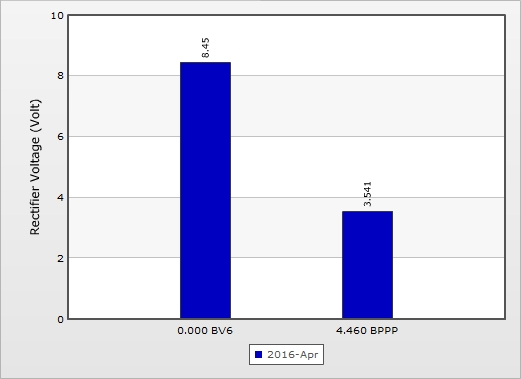 10
8
6
4
2
0
Rectifier Voltage (Volt)
8.45
3.541
0.000 BV6
4.460 BPPP
2016-Apr